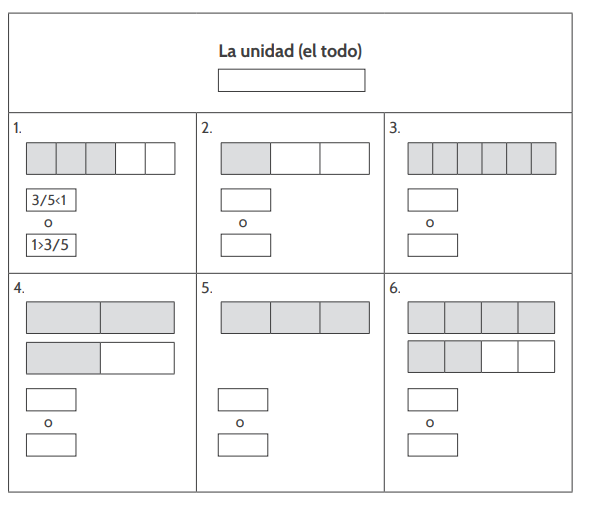 La unidad (el todo)
1.
2.
3.
3/5<1
o
1>3/5
o
o
4.
5.
6.
o
o
o